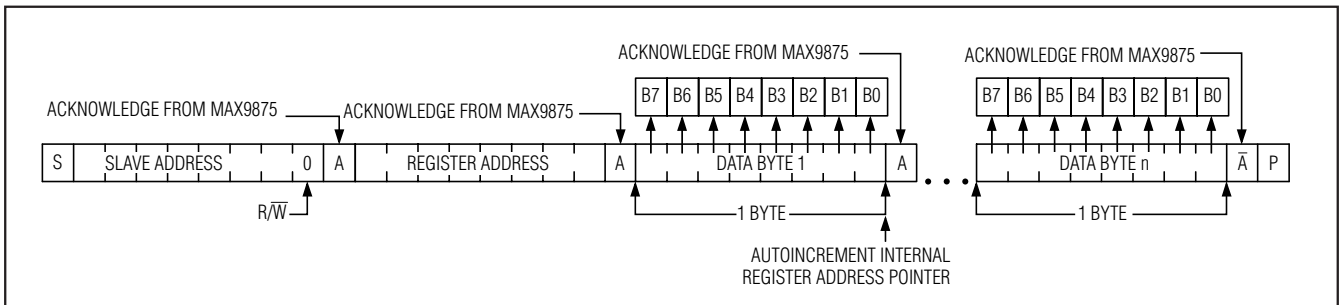 ACKNOWLEDGE FROM MAX9875
ACKNOWLEDGE FROM MAX9875
B7 B6 B5 B4 B3 B2 B1 B0
B7 B6 B5 B4 B3 B2 B1 B0
ACKNOWLEDGE FROM MAX9875
ACKNOWLEDGE FROM MAX9875
S SLAVE ADDRESS 0 A REGISTER ADDRESS A DATA BYTE 1 A • • • DATA BYTE n A̅ P
R/W̅
1 BYTE
1 BYTE
AUTOINCREMENT INTERNAL
REGISTER ADDRESS POINTER